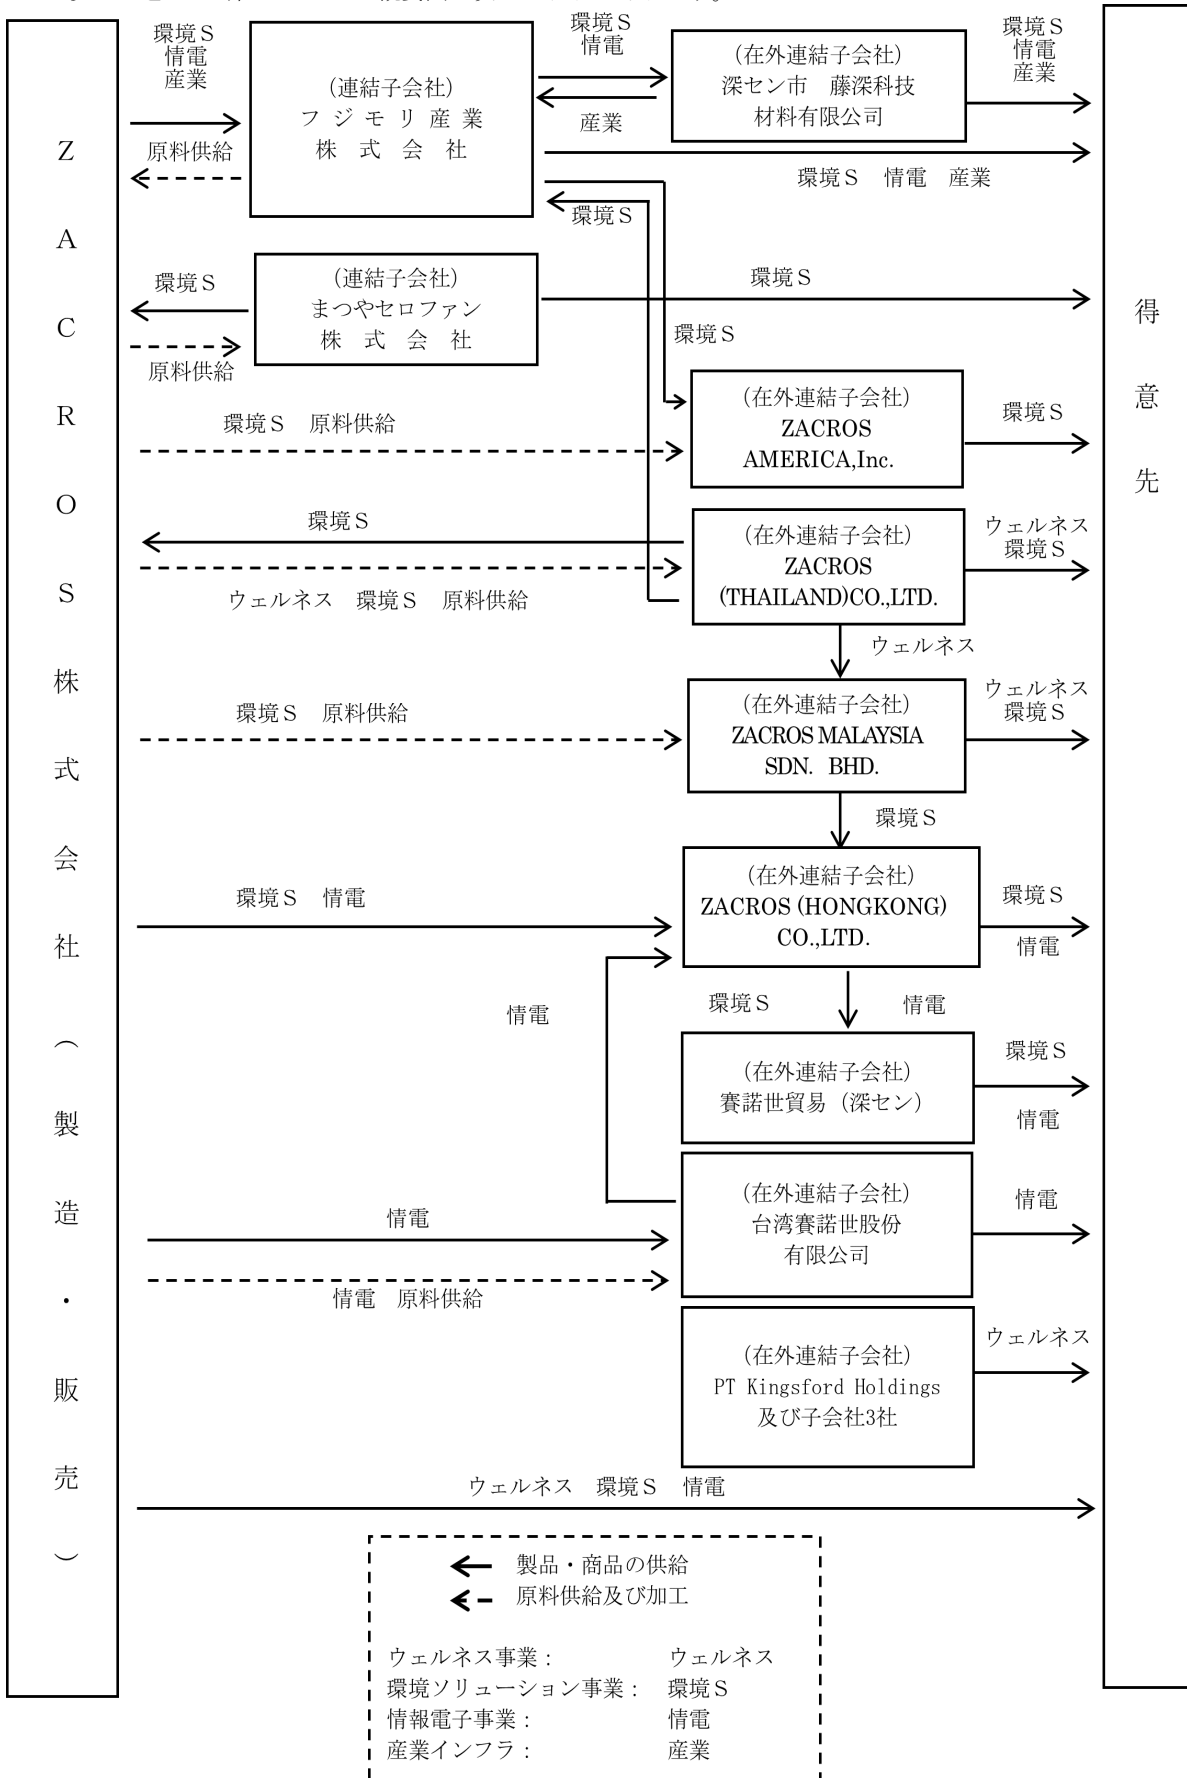 環境Ｓ
情電
産業
原料供給
(連結子会社)
フジモリ産業
株式会社
環境Ｓ
情電
産業
(在外連結子会社)
深セン市　藤深科技
材料有限公司
環境Ｓ
情電
産業
環境Ｓ　情電　産業
環境Ｓ
環境Ｓ
原料供給
(連結子会社)
まつやセロファン
株式会社
環境Ｓ
環境Ｓ
環境Ｓ　原料供給
(在外連結子会社)
ZACROS
AMERICA,Inc.
環境Ｓ
環境Ｓ
ウェルネス　環境Ｓ　原料供給
(在外連結子会社)
ZACROS
(THAILAND)CO.,LTD.
ウェルネス
環境Ｓ
ウェルネス
環境Ｓ　原料供給
(在外連結子会社)
ZACROS MALAYSIA
SDN.　BHD.
ウェルネス
環境Ｓ
環境Ｓ
環境Ｓ　情電
(在外連結子会社)
ZACROS (HONGKONG)
CO.,LTD.
環境Ｓ
情電
情電
環境Ｓ　情電
(在外連結子会社)
賽諾世貿易（深セン）
環境Ｓ
情電
情電
情電　原料供給
(在外連結子会社)
台湾賽諾世股份
有限公司
情電
(在外連結子会社)
PT Kingsford Holdings
及び子会社3社
ウェルネス
ウェルネス　環境Ｓ　情電
ＺＡＣＲＯＳ株式会社（製造・販売）
得意先
製品・商品の供給
原料供給及び加工
ウェルネス事業：　ウェルネス
環境ソリューション事業：　環境Ｓ
情報電子事業：　情電
産業インフラ：　産業